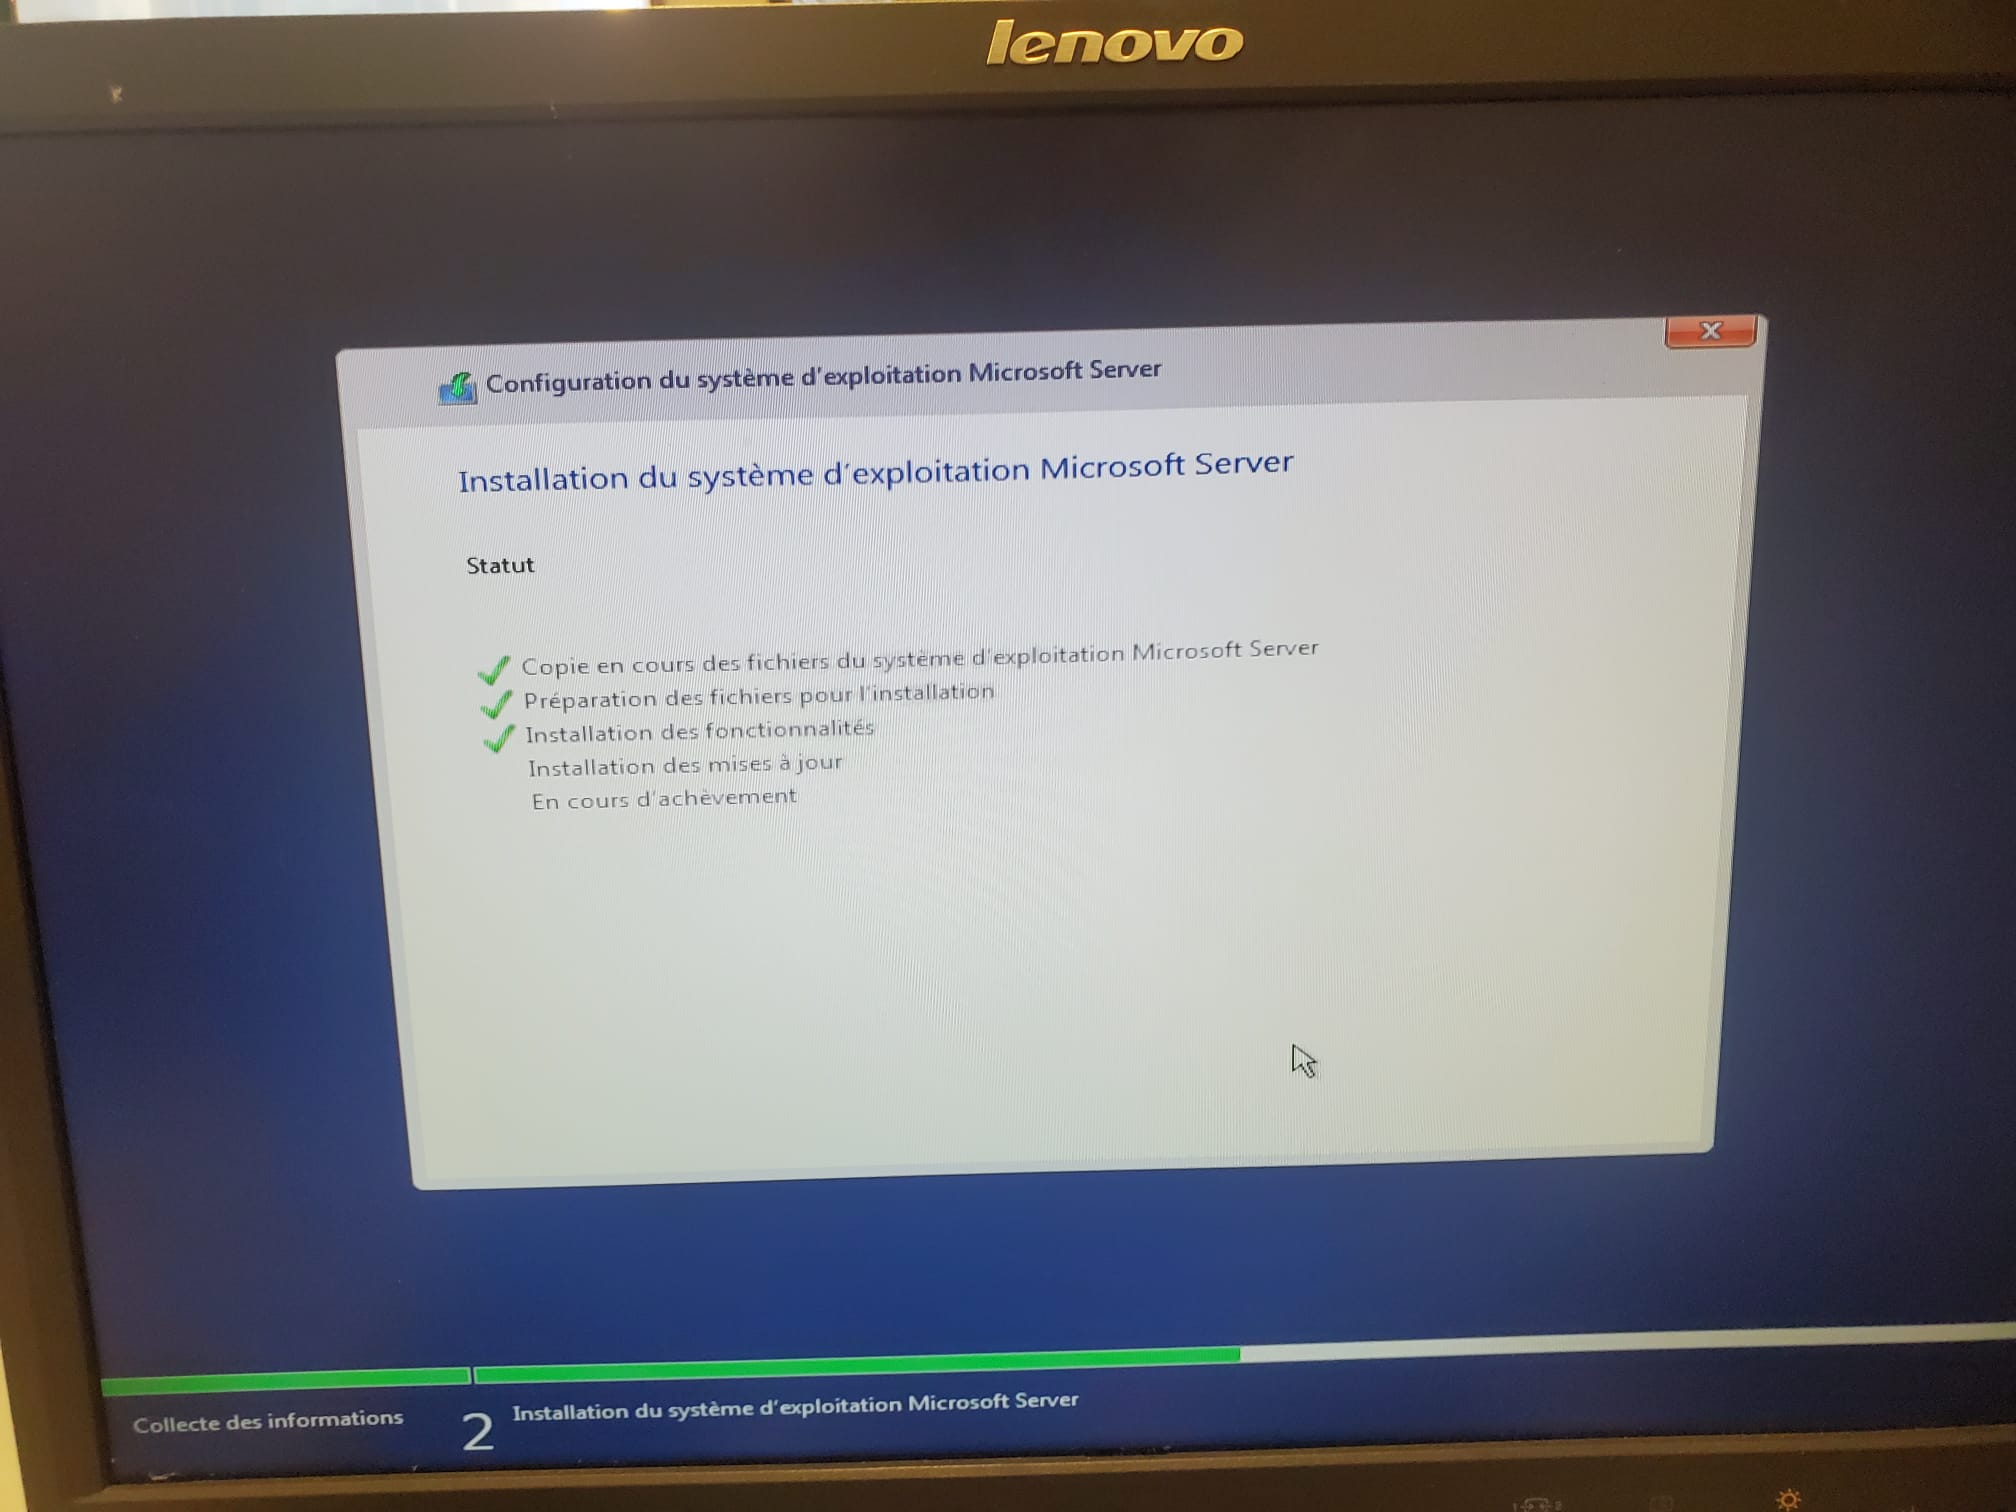 lenovo
Configuration du système d'exploitation Microsoft Server
Installation du système d'exploitation Microsoft Server
Statut
Copie en cours des fichiers du système d'exploitation Microsoft Server
Préparation des fichiers pour l'installation
Installation des fonctionnalités
Installation des mises à jour
En cours d'achèvement
Collecte des informations
2 Installation du système d'exploitation Microsoft Server